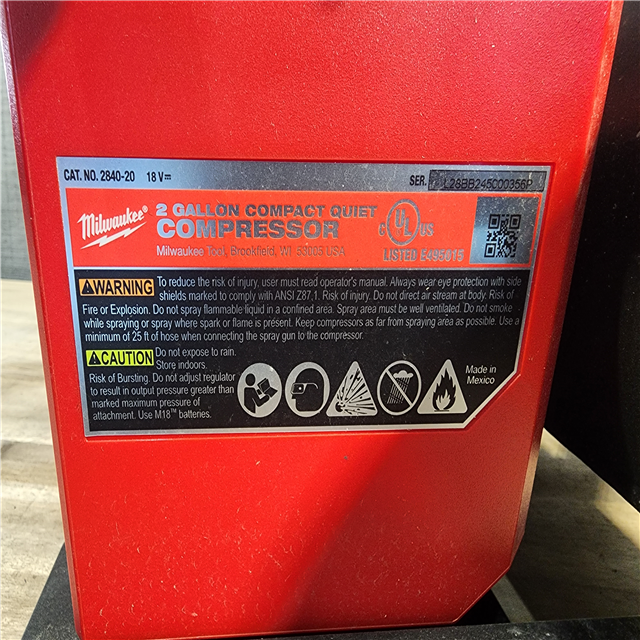 CAT. NO. 2840-20 18 V⎓ SER. L28BB245C00356P
Milwaukee®
2 GALLON COMPACT QUIET
COMPRESSOR
Milwaukee Tool, Brookfield, WI 53005 USA
C UL US
LISTED E495015
WARNING To reduce the risk of injury, user must read operator's manual. Always wear eye protection with side
shields marked to comply with ANSI Z87.1. Risk of injury. Do not direct air stream at body. Risk of
Fire or Explosion. Do not spray flammable liquid in a confined area. Spray area must be well ventilated. Do not smoke
while spraying or spray where spark or flame is present. Keep compressors as far from spraying area as possible. Use a
minimum of 25 ft of hose when connecting the spray gun to the compressor.
CAUTION Do not expose to rain.
Store indoors.
Risk of Bursting. Do not adjust regulator
to result in output pressure greater than
marked maximum pressure of
attachment. Use M18™ batteries.
Made in
Mexico